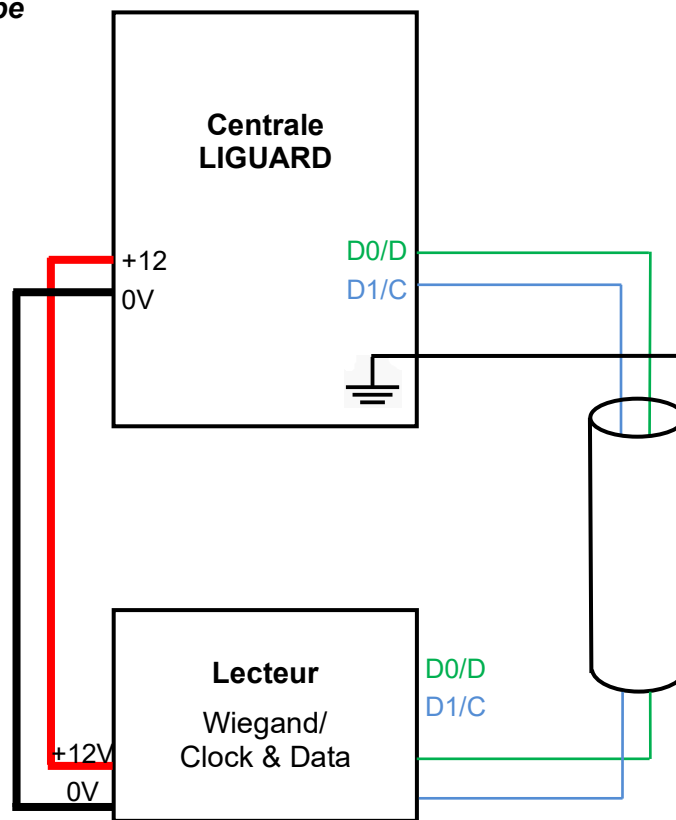 Centrale
LIGUARD
+12
0V
D0/D
D1/C
Lecteur
Wiegand/
Clock & Data
D0/D
D1/C
+12V
0V